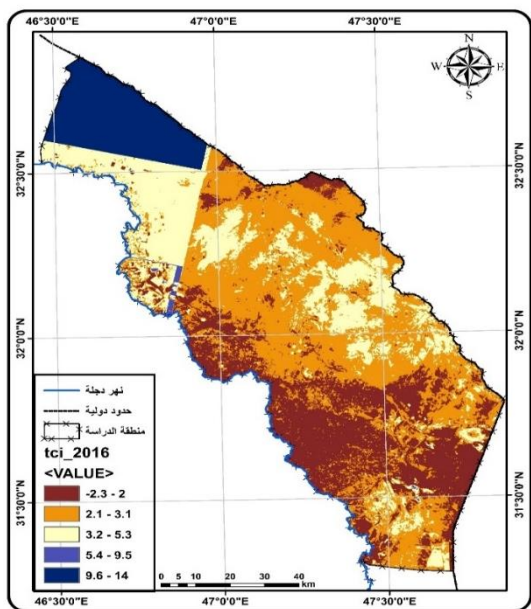 46°30'0"E 47°0'0"E 47°30'0"E
N
W E
S
32°30'0"N 32°30'0"N
32°0'0"N 32°0'0"N
31°30'0"N 31°30'0"N
نهر دجلة
حدود دولية
منطقة الدراسة
tci_2016
<VALUE>
-2.3 - 2
2.1 - 3.1
3.2 - 5.3
5.4 - 9.5
9.6 - 14
0 5 10 20 30 40
km
46°30'0"E 47°0'0"E 47°30'0"E